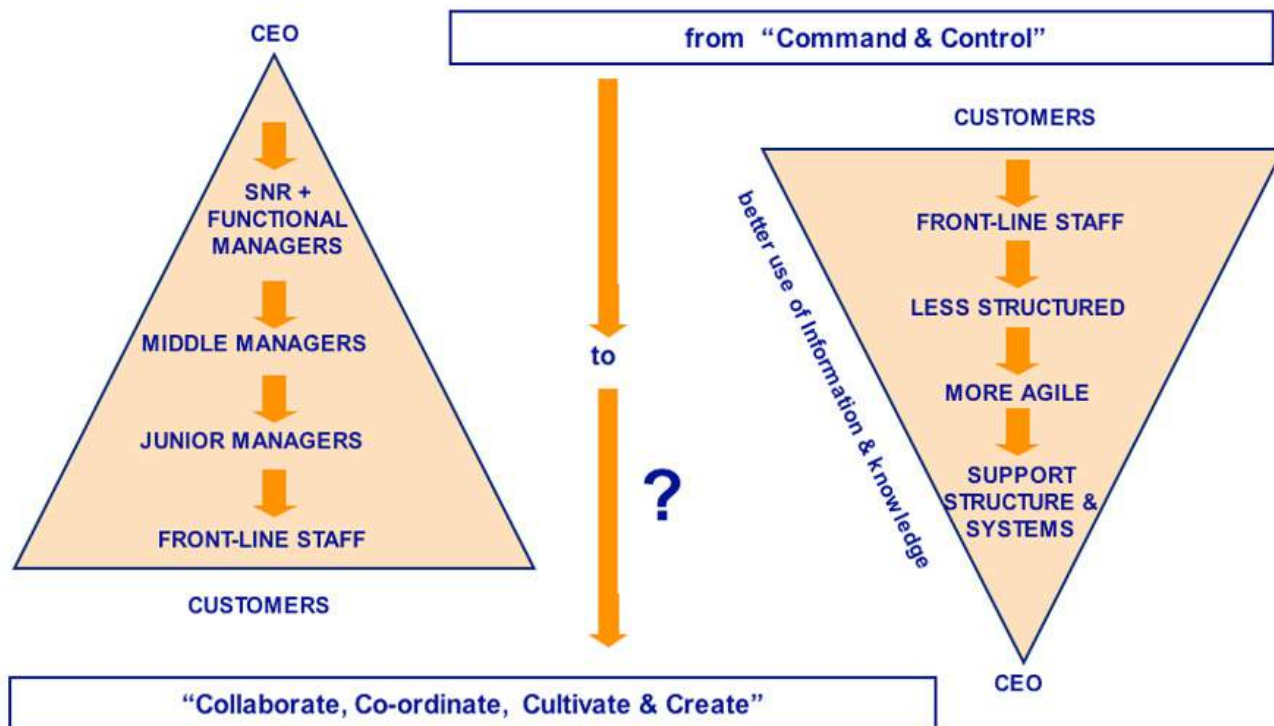 CEO
from “Command & Control”
SNR +
FUNCTIONAL
MANAGERS
MIDDLE MANAGERS
JUNIOR MANAGERS
FRONT-LINE STAFF
CUSTOMERS
to
?
CUSTOMERS
FRONT-LINE STAFF
LESS STRUCTURED
MORE AGILE
SUPPORT
STRUCTURE &
SYSTEMS
better use of Information & knowledge
CEO
“Collaborate, Co-ordinate, Cultivate & Create”